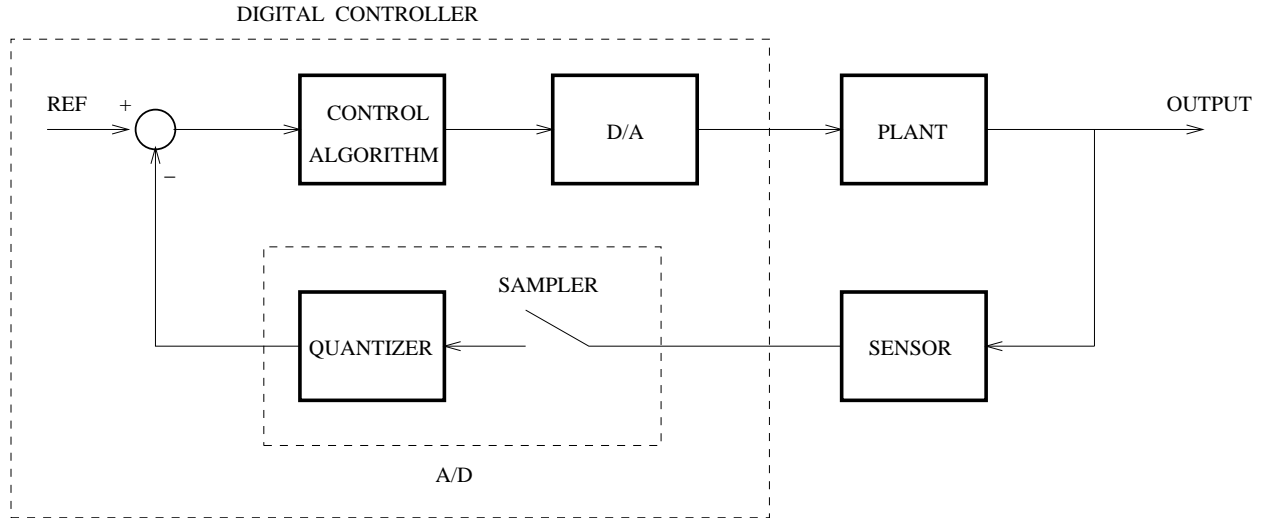 DIGITAL CONTROLLER
REF
+
CONTROL
ALGORITHM
D/A
PLANT
OUTPUT
−
SAMPLER
QUANTIZER
SENSOR
A/D